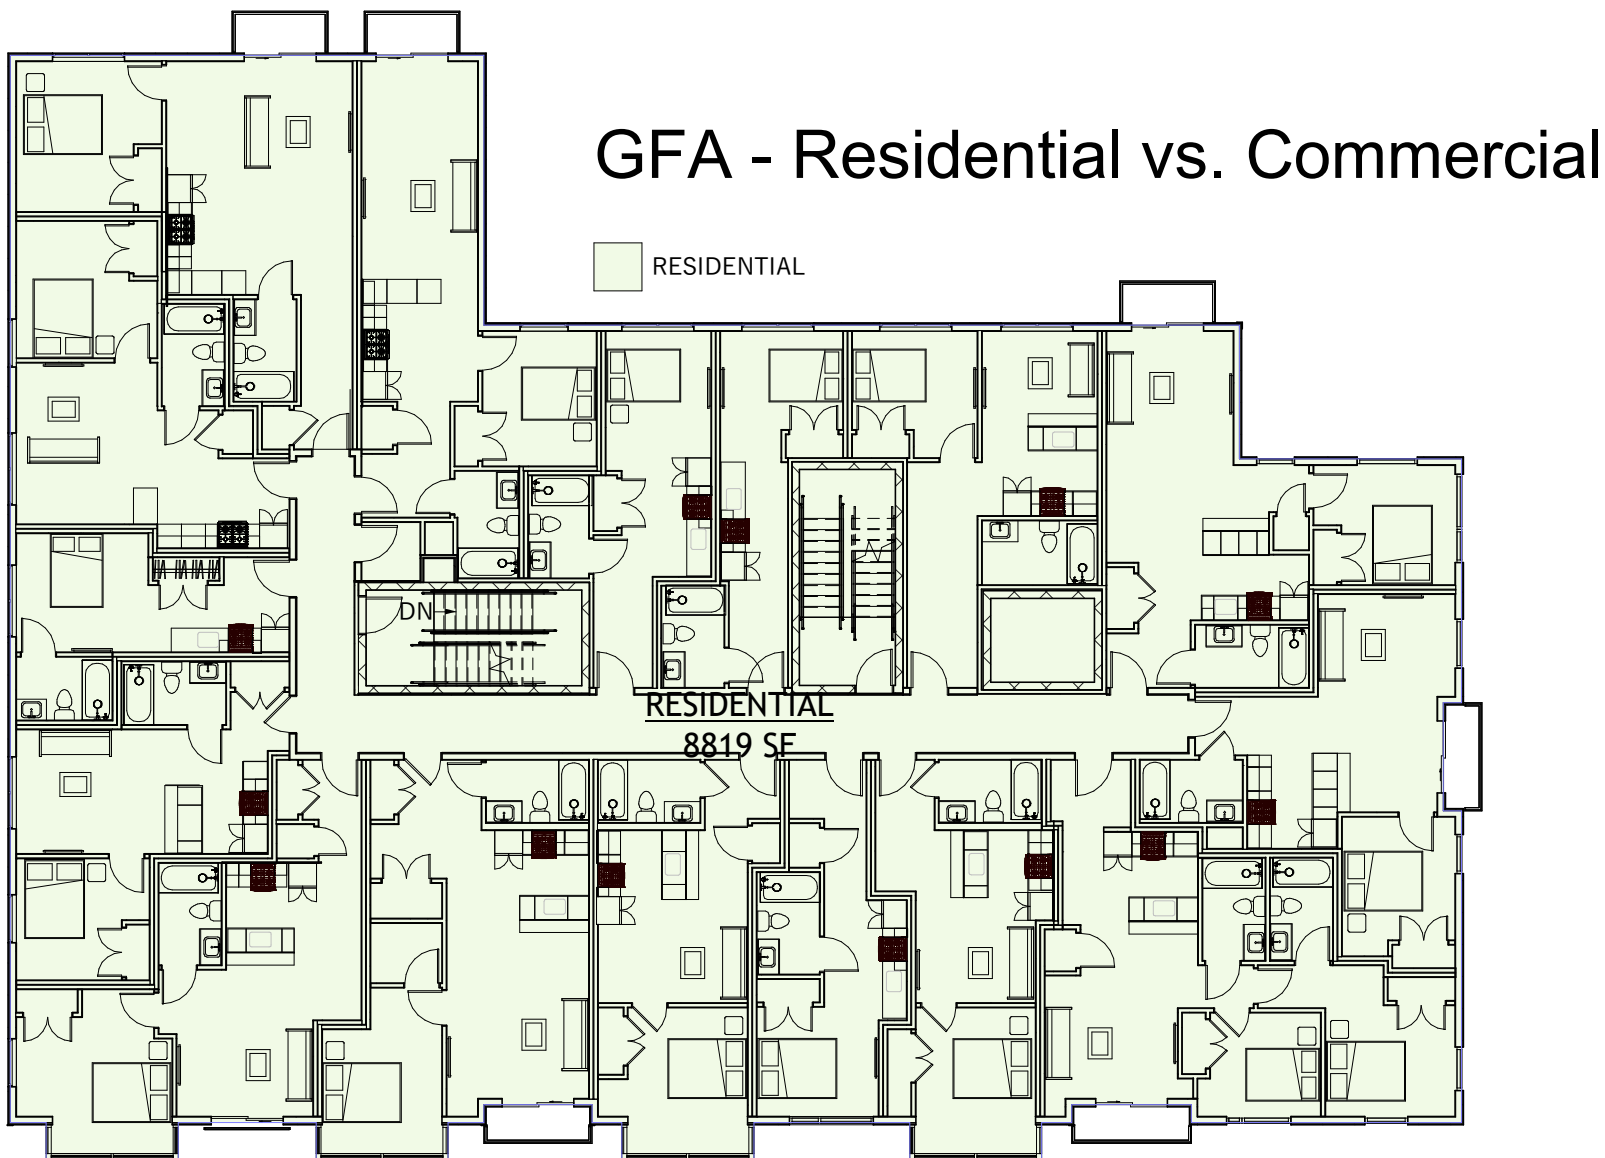 GFA - Residential vs. Commercial
RESIDENTIAL
DN
RESIDENTIAL
8819 SF